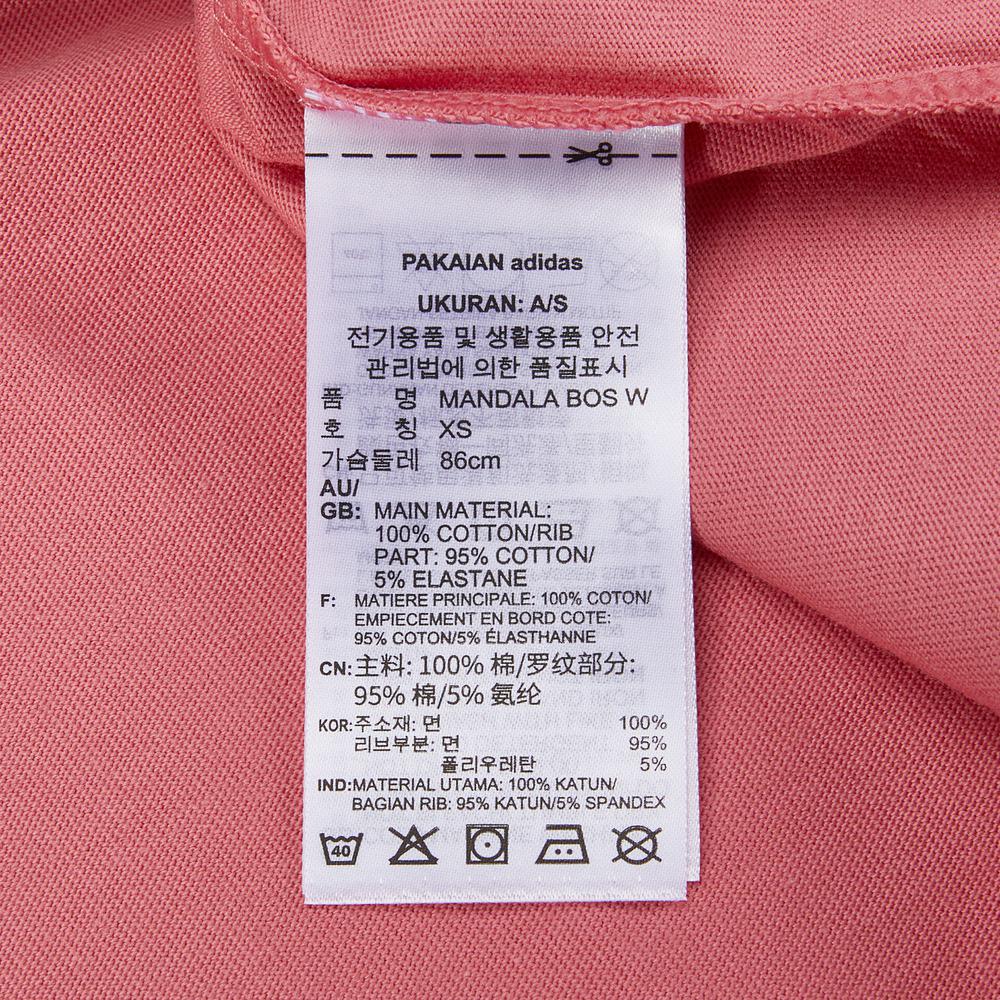 PAKAIAN adidas
UKURAN: A/S
전기용품 및 생활용품 안전
관리법에 의한 품질표시
품 명 MANDALA BOS W
호 칭 XS
가슴둘레 86cm
AU/
GB: MAIN MATERIAL:
100% COTTON/RIB
PART: 95% COTTON/
5% ELASTANE
F: MATIERE PRINCIPALE: 100% COTON/
EMPIECEMENT EN BORD COTE:
95% COTON/5% ÉLASTHANNE
CN: 主料: 100% 棉/罗纹部分:
95% 棉/5% 氨纶
KOR: 주소재: 면 100%
리브부분: 면 95%
폴리우레탄 5%
IND: MATERIAL UTAMA: 100% KATUN/
BAGIAN RIB: 95% KATUN/5% SPANDEX
40